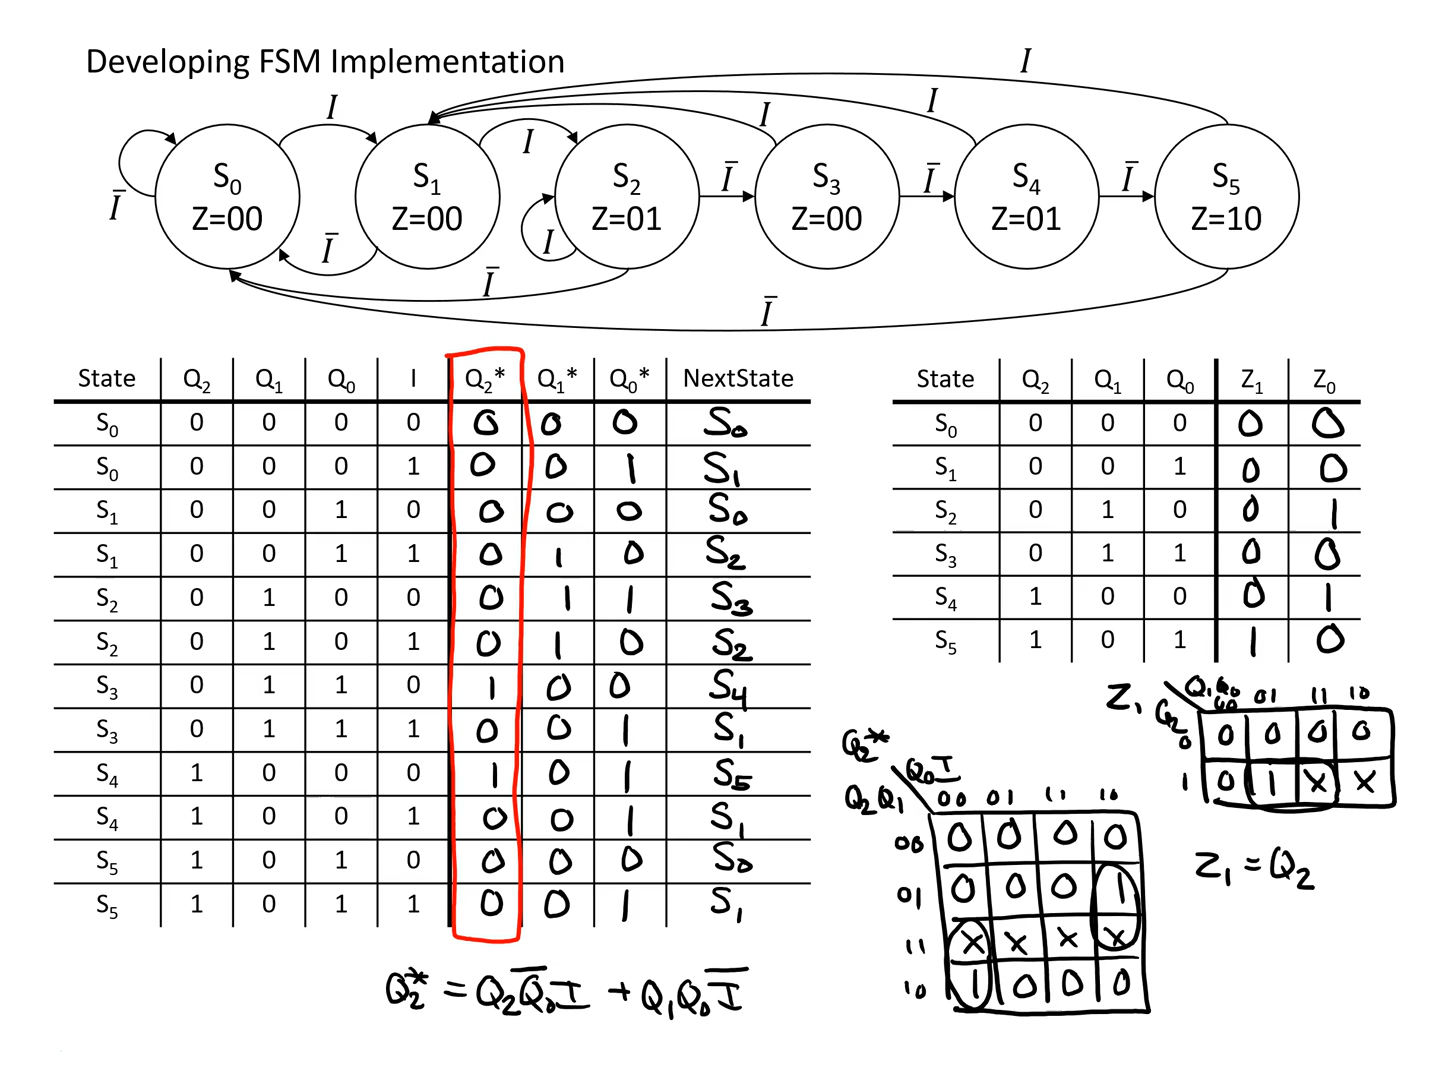 Developing FSM Implementation
I
I
I
I
I
Ī
Ī
Ī
Ī
Ī
I
Ī
Ī
S₀ Z=00
S₁ Z=00
S₂ Z=01
S₃ Z=00
S₄ Z=01
S₅ Z=10
State Q₂ Q₁ Q₀ I Q₂* Q₁* Q₀* NextState
S₀ 0 0 0 0 0 0 0 S₀
S₀ 0 0 0 1 0 0 1 S₁
S₁ 0 0 1 0 0 0 0 S₀
S₁ 0 0 1 1 0 1 0 S₂
S₂ 0 1 0 0 0 1 1 S₃
S₂ 0 1 0 1 0 1 0 S₂
S₃ 0 1 1 0 1 0 0 S₄
S₃ 0 1 1 1 0 0 1 S₁
S₄ 1 0 0 0 1 0 1 S₅
S₄ 1 0 0 1 0 0 1 S₁
S₅ 1 0 1 0 0 0 0 S₀
S₅ 1 0 1 1 0 0 1 S₁
Q₂* = Q₂Q̅₀I̅ + Q₁Q₀I̅
State Q₂ Q₁ Q₀ Z₁ Z₀
S₀ 0 0 0 0 0
S₁ 0 0 1 0 0
S₂ 0 1 0 0 1
S₃ 0 1 1 0 0
S₄ 1 0 0 0 1
S₅ 1 0 1 1 0
Z₁ Q₂ Q₁Q₀
00 01 11 10
0 0 0 0 0
1 0 1 X X
Z₁ = Q₂
Q₂*
Q₂Q₁ Q₀I
00 01 11 10
00 0 0 0 0
01 0 0 0 1
11 X X X X
10 1 0 0 0